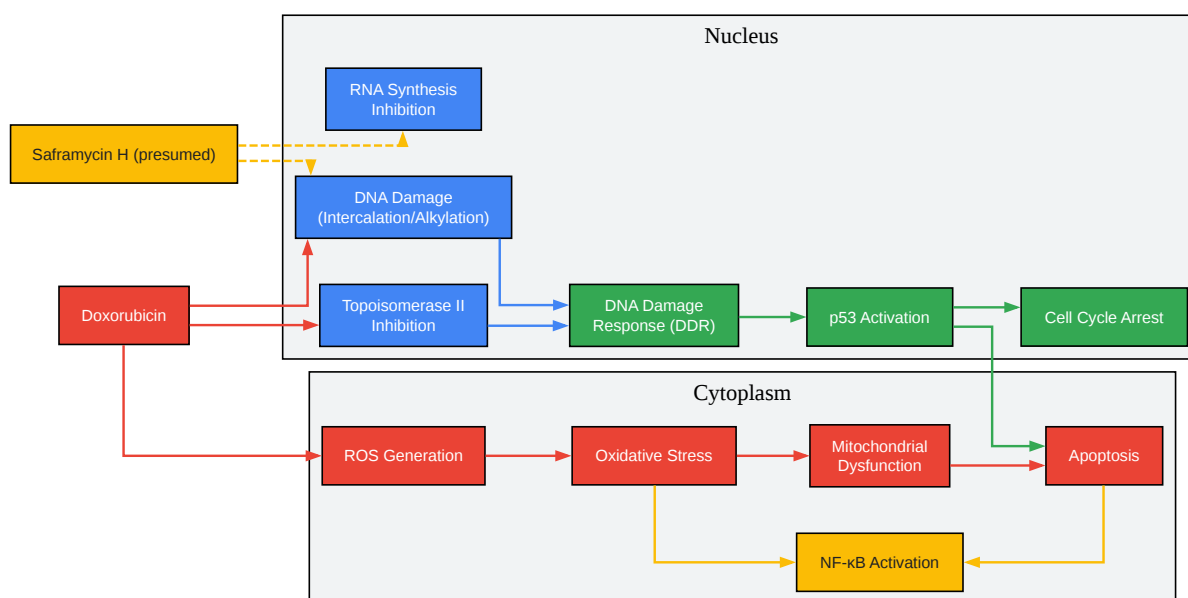 Nucleus
RNA Synthesis
Inhibition
Saframycin H (presumed)
DNA Damage
(Intercalation/Alkylation)
Doxorubicin
Topoisomerase II
Inhibition
DNA Damage
Response (DDR)
p53 Activation
Cell Cycle Arrest
Cytoplasm
ROS Generation
Oxidative Stress
Mitochondrial
Dysfunction
Apoptosis
NF-κB Activation